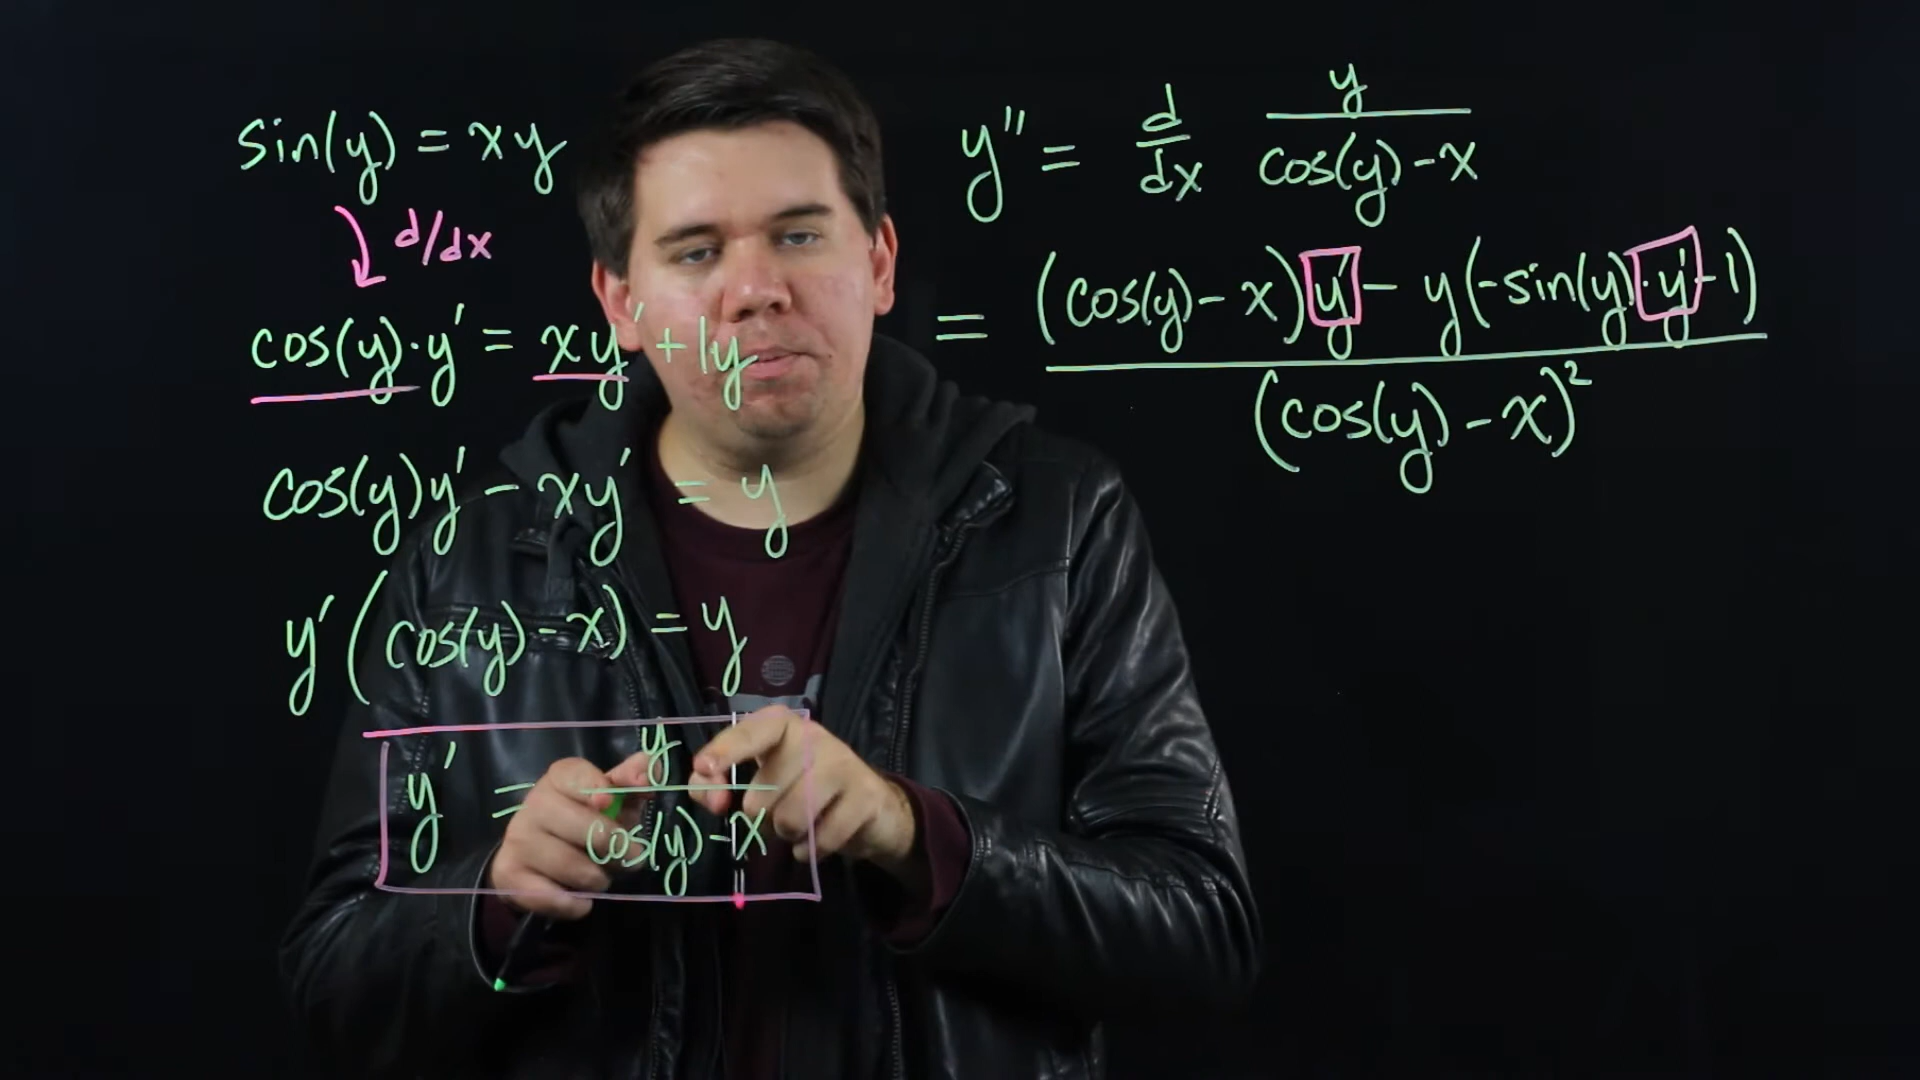 sin(y) = xy
d/dx
cos(y)·y' = xy' + 1y
cos(y)y' - xy' = y
y'(cos(y)-x) = y
y' = y / (cos(y)-x)
y'' = d/dx y / (cos(y)-x)
= ((cos(y)-x)y' - y(-sin(y)·y'-1)) / (cos(y)-x)²